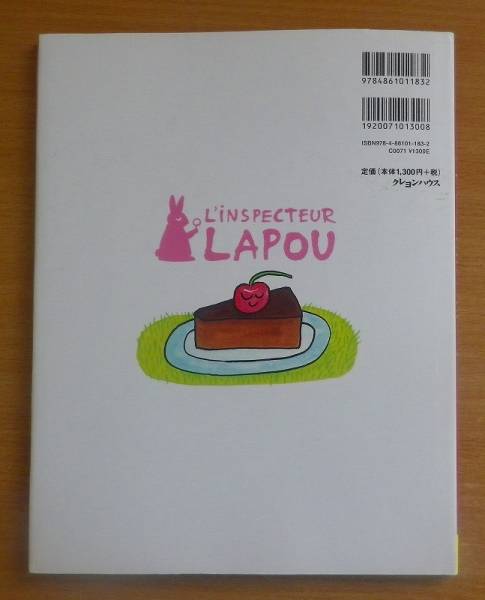 9784861011832
1920071013008
ISBN978-4-86101-183-2
C0071 ¥1300E
定価(本体1,300円+税)
クレヨンハウス
L'INSPECTEUR
LAPOU